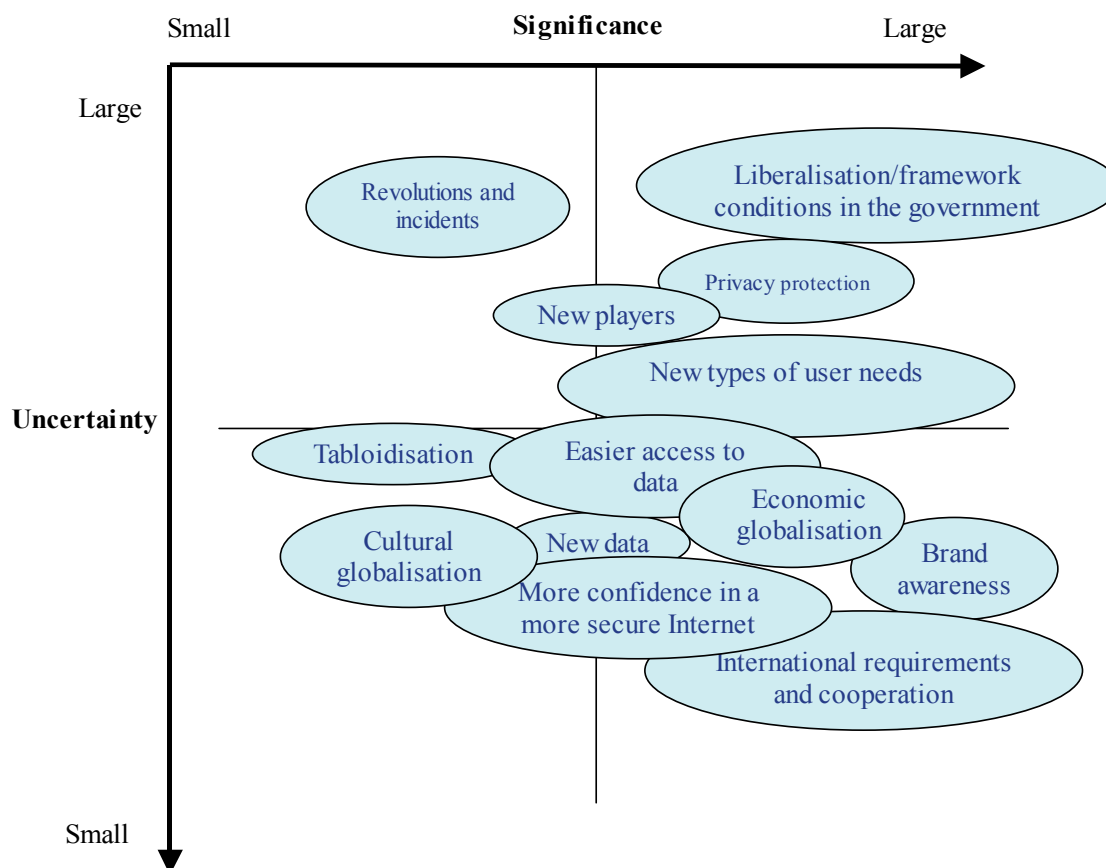 Small
Significance
Large
Large
Revolutions and
incidents
Liberalisation/framework
conditions in the government
Privacy protection
New players
New types of user needs
Uncertainty
Tabloidisation
Easier access to
data
Economic
globalisation
Cultural
globalisation
New data
Brand
awareness
More confidence in a
more secure Internet
International requirements
and cooperation
Small